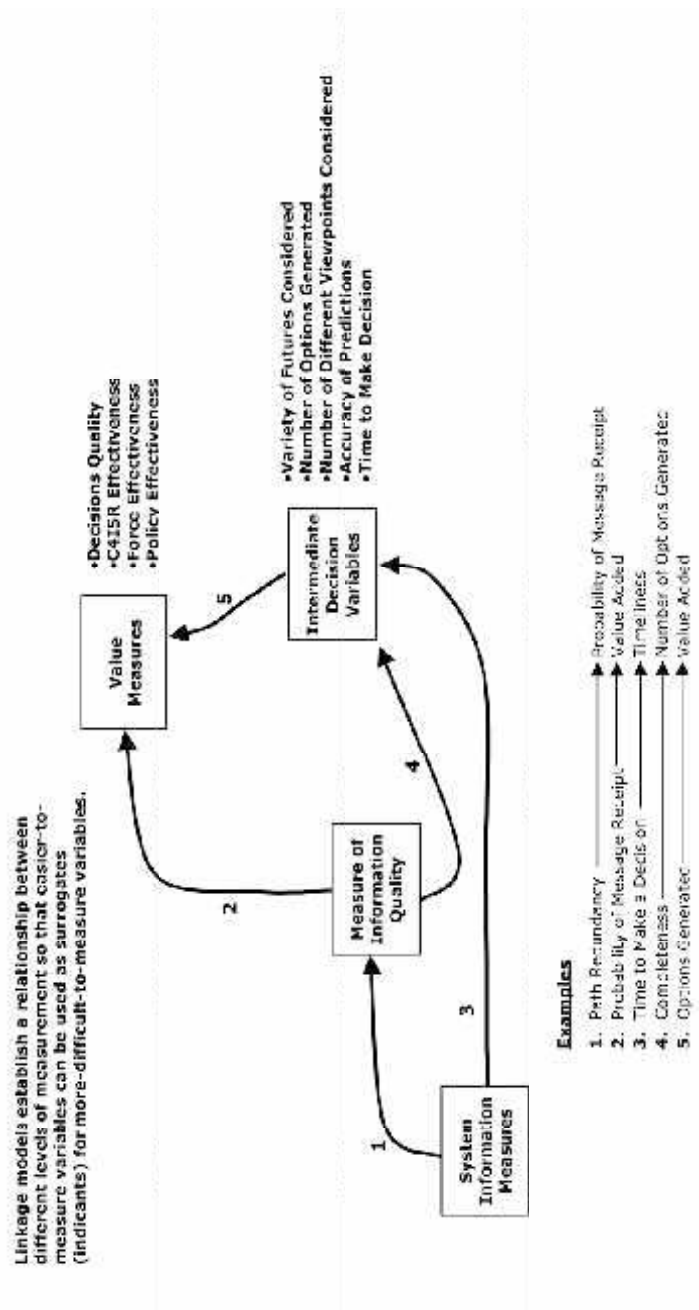 Linkage models establish a relationship between
different levels of measurement so that easier-to-
measure variables can be used as surrogates
(indicants) for more-difficult-to-measure variables.
Value
Measures
•Decisions Quality
•C4ISR Effectiveness
•Force Effectiveness
•Policy Effectiveness
2
5
Measure of
Information
Quality
Intermediate
Decision
Variables
•Variety of Futures Considered
•Number of Options Generated
•Number of Different Viewpoints Considered
•Accuracy of Predictions
•Time to Make Decision
1
4
3
System
Information
Measures
Examples
1. Path Redundancy Probability of Message Receipt
2. Probability of Message Receipt Value Added
3. Time to Make a Decision Timeliness
4. Completeness Number of Options Generated
5. Options Generated Value Added